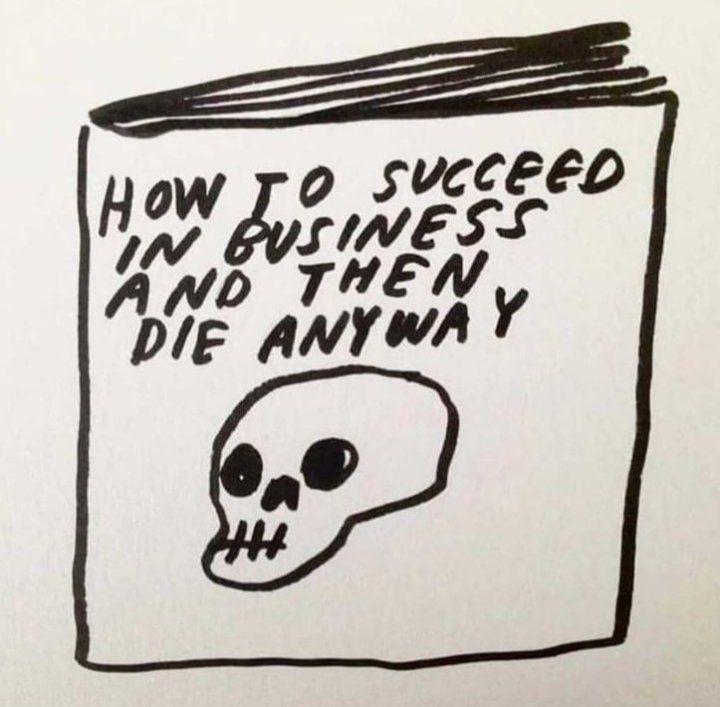 HOW TO SUCCEED
IN BUSINESS
AND THEN
DIE ANYWAY